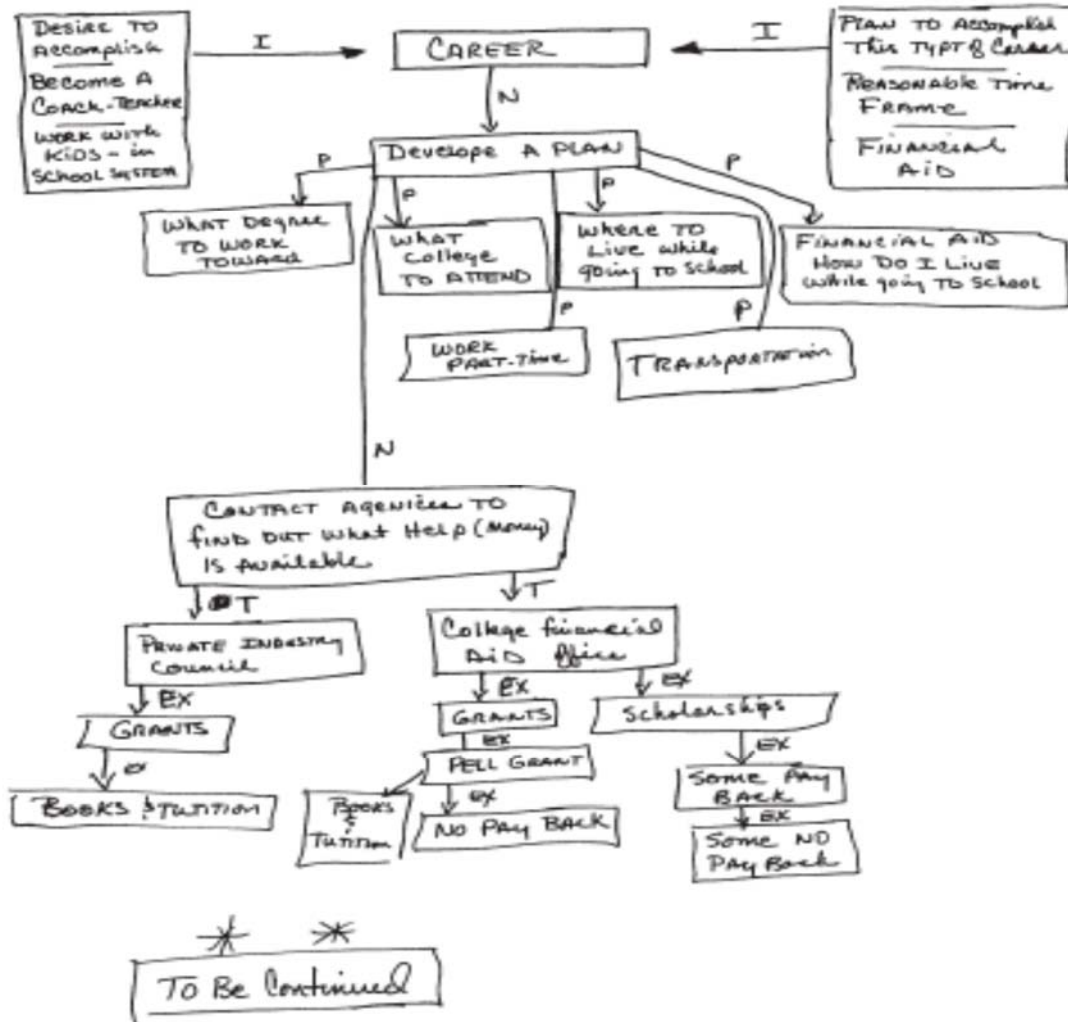 DESIRE TO
ACCOMPLISH
BECOME A
COACH-TEACHER
WORK WITH
KIDS - in
SCHOOL SYSTEM
I
CAREER
I
PLAN TO ACCOMPLISH
THIS TYPT of Career
REASONABLE TIME
FRAME
FINANCIAL
AID
N
DEVELOPE A PLAN
P
P
P
P
WHAT DEGREE
TO WORK
TOWARD
WHAT
College
TO ATTEND
WHERE TO
LIVE while
going TO SCHOOL
FINANCIAL AID
HOW DO I LIVE
While going TO School
P
P
WORK
PART-TIME
TRANSPORTATION
N
CONTACT AGENICES TO
FIND OUT WHAT HELP (Money)
IS AVAILABLE
T
T
PRIVATE INDUSTRY
COUNCIL
College financial
AID office
EX
EX
EX
GRANTS
GRANTS
Scholarships
EX
EX
EX
BOOKS & TUTITION
PELL GRANT
SOME PAY
BACK
BOOKS
&
TUTITION
EX
NO PAY BACK
EX
SOME NO
PAY BACK
TO BE Continued